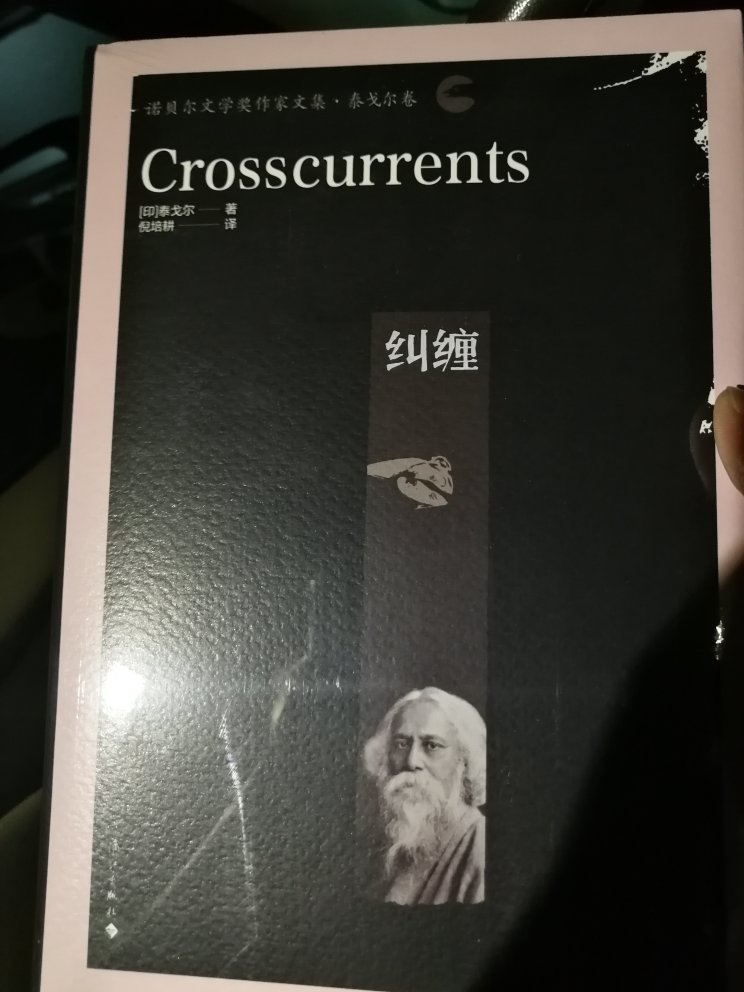 诺贝尔文学奖作家文集·泰戈尔卷
Crosscurrents
[印]泰戈尔——著
倪培耕———译
纠缠